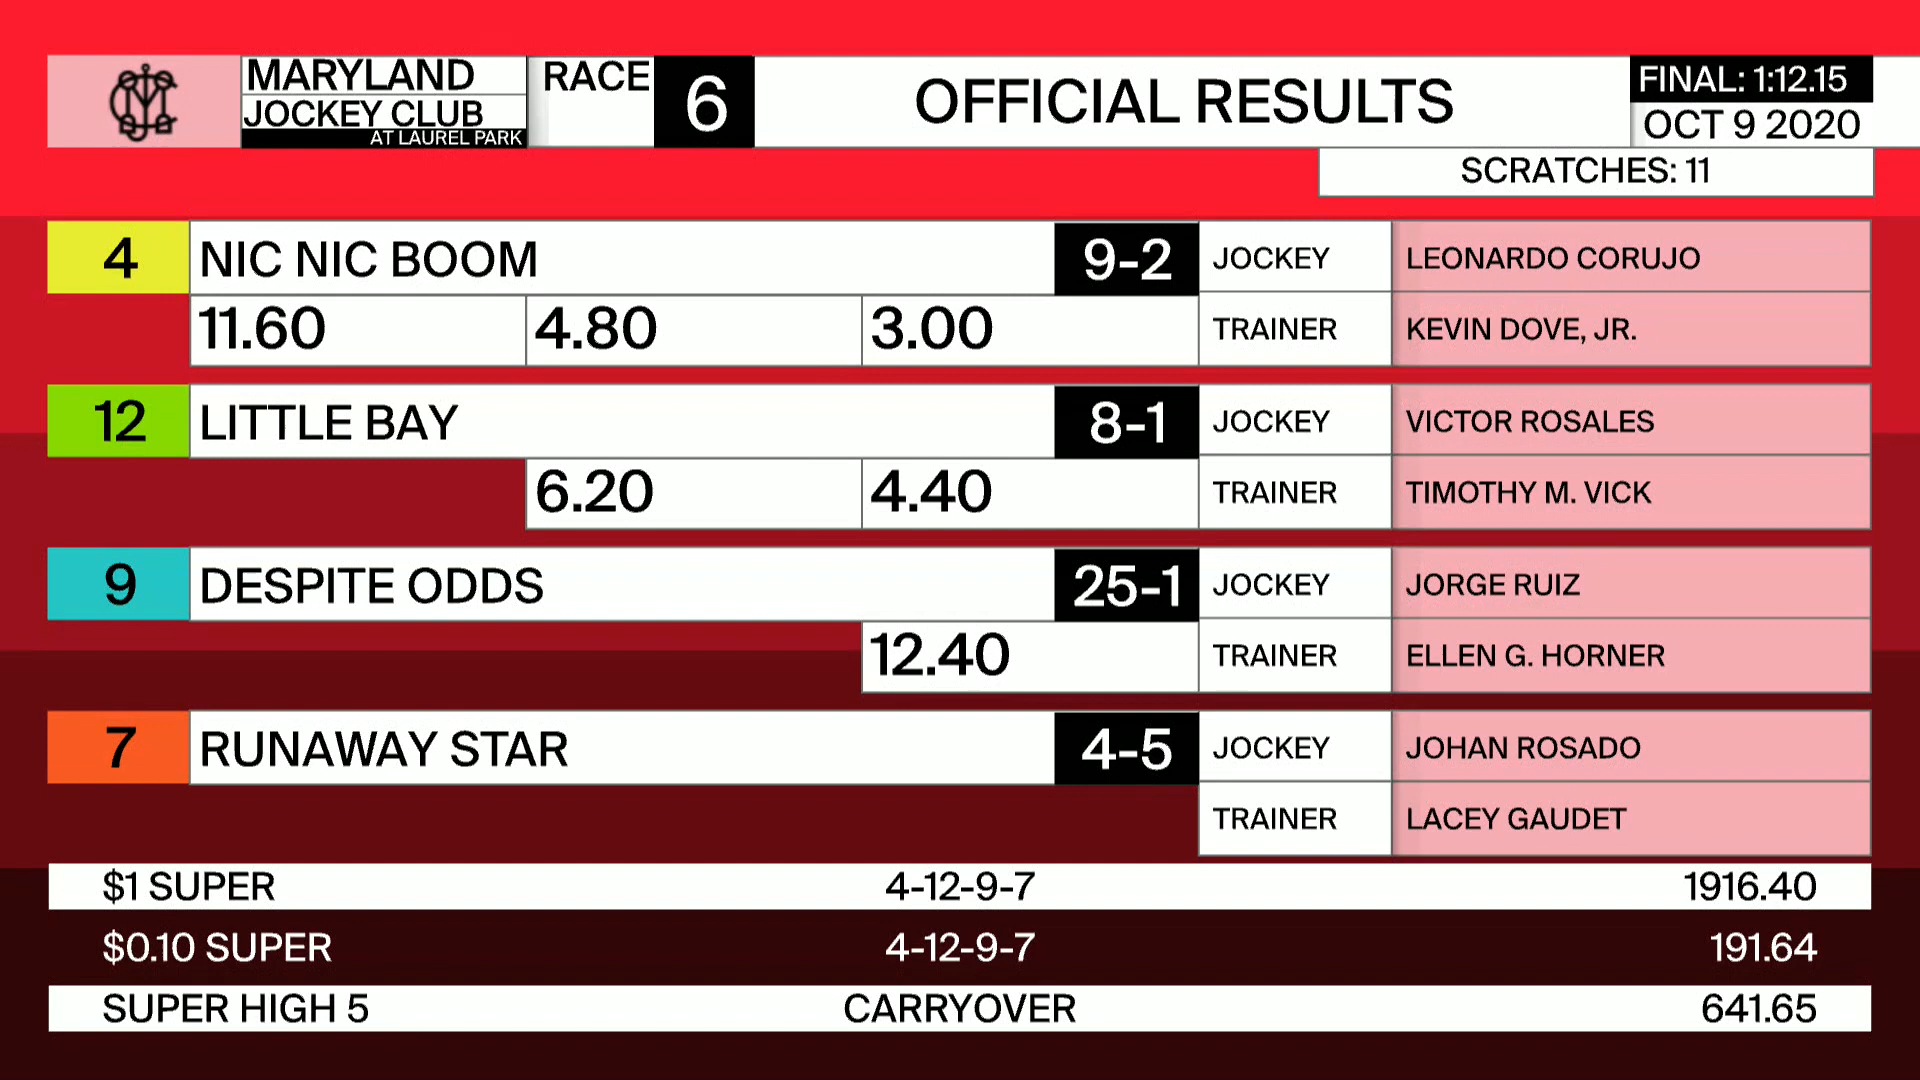 MARYLAND
JOCKEY CLUB
AT LAUREL PARK
RACE 6
OFFICIAL RESULTS
FINAL: 1:12.15
OCT 9 2020
SCRATCHES: 11
4 NIC NIC BOOM 9-2 JOCKEY LEONARDO CORUJO
11.60 4.80 3.00 TRAINER KEVIN DOVE, JR.
12 LITTLE BAY 8-1 JOCKEY VICTOR ROSALES
6.20 4.40 TRAINER TIMOTHY M. VICK
9 DESPITE ODDS 25-1 JOCKEY JORGE RUIZ
12.40 TRAINER ELLEN G. HORNER
7 RUNAWAY STAR 4-5 JOCKEY JOHAN ROSADO
TRAINER LACEY GAUDET
$1 SUPER 4-12-9-7 1916.40
$0.10 SUPER 4-12-9-7 191.64
SUPER HIGH 5 CARRYOVER 641.65